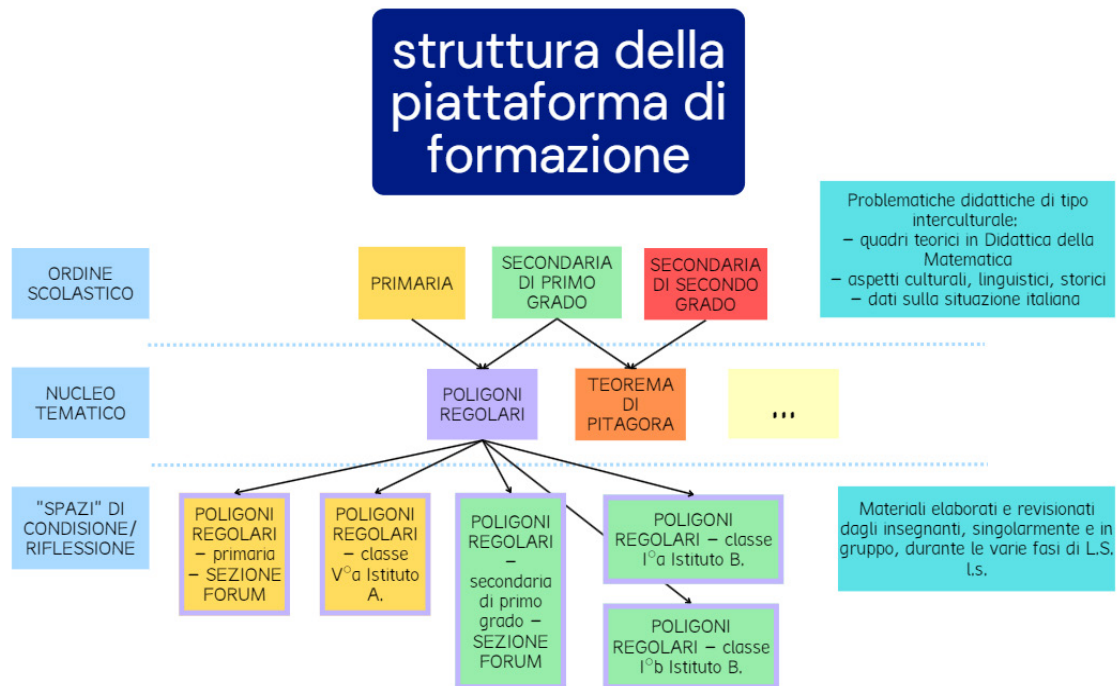 struttura della
piattaforma di
formazione
Problematiche didattiche di tipo
interculturale:
– quadri teorici in Didattica della
Matematica
– aspetti culturali, linguistici, storici
– dati sulla situazione italiana
ORDINE
SCOLASTICO
PRIMARIA
SECONDARIA
DI PRIMO
GRADO
SECONDARIA
DI SECONDO
GRADO
NUCLEO
TEMATICO
POLIGONI
REGOLARI
TEOREMA
DI
PITAGORA
...
"SPAZI" DI
CONDISIONE/
RIFLESSIONE
POLIGONI
REGOLARI
– primaria
– SEZIONE
FORUM
POLIGONI
REGOLARI
– classe
V°a Istituto
A.
POLIGONI
REGOLARI
–
secondaria
di primo
grado –
SEZIONE
FORUM
POLIGONI
REGOLARI – classe
I°a Istituto B.
POLIGONI
REGOLARI – classe
I°b Istituto B.
Materiali elaborati e revisionati
dagli insegnanti, singolarmente e in
gruppo, durante le varie fasi di L.S.
l.s.